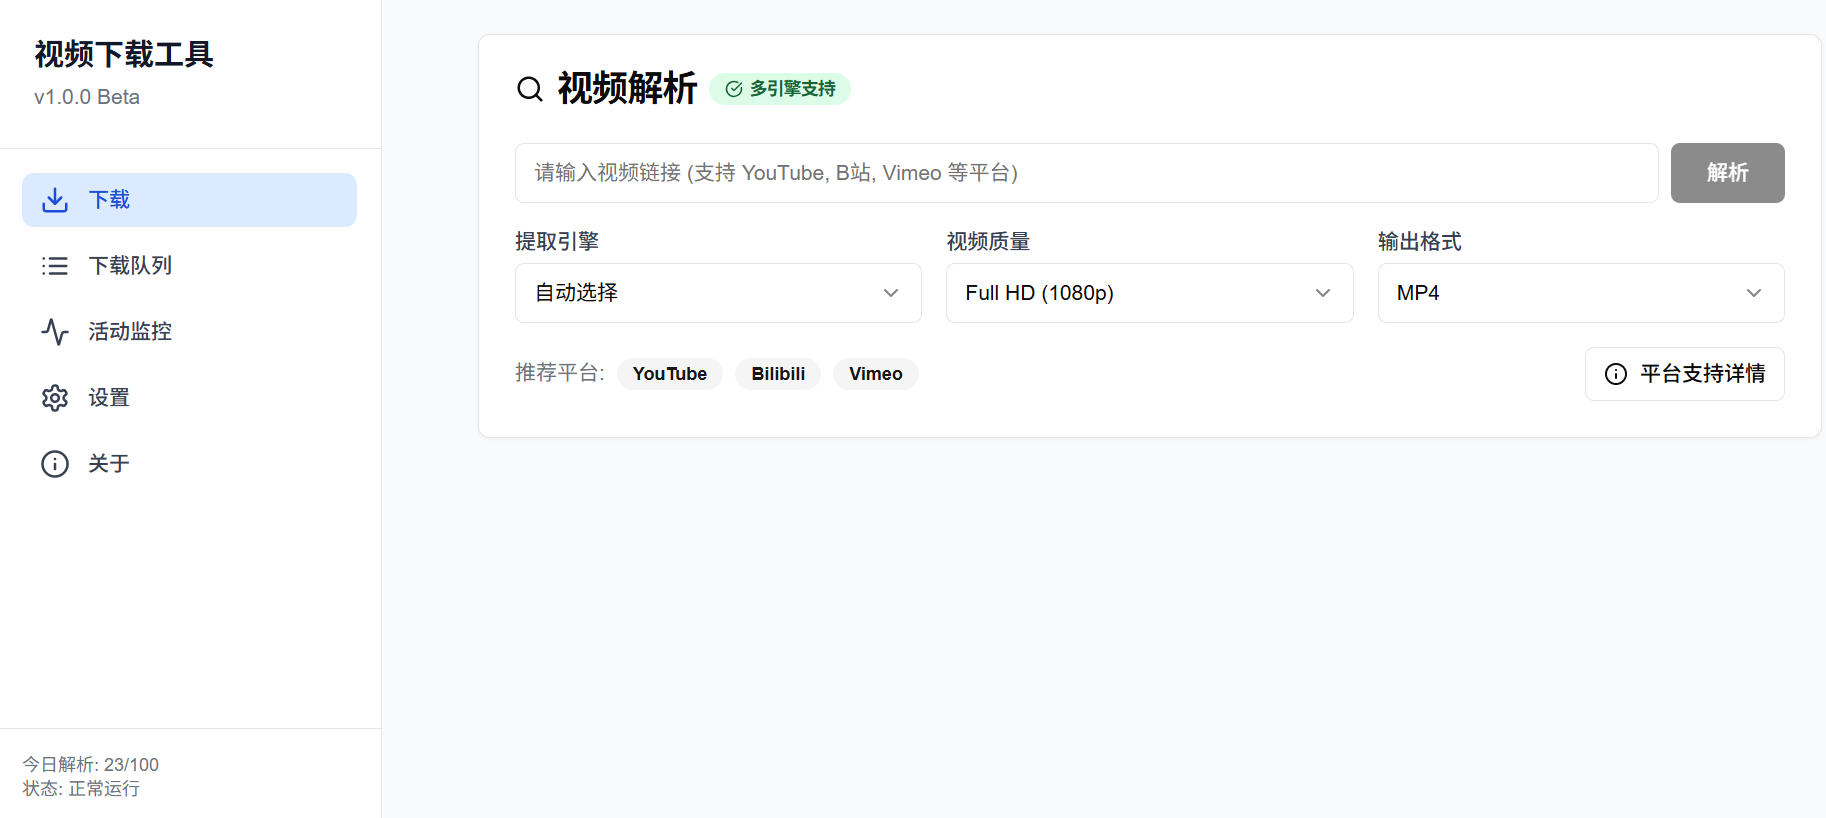 视频下载工具
v1.0.0 Beta
下载
下载队列
活动监控
设置
关于
今日解析: 23/100
状态: 正常运行
视频解析 多引擎支持
请输入视频链接 (支持 YouTube, B站, Vimeo 等平台) 解析
提取引擎 视频质量 输出格式
自动选择 Full HD (1080p) MP4
推荐平台: YouTube Bilibili Vimeo 平台支持详情